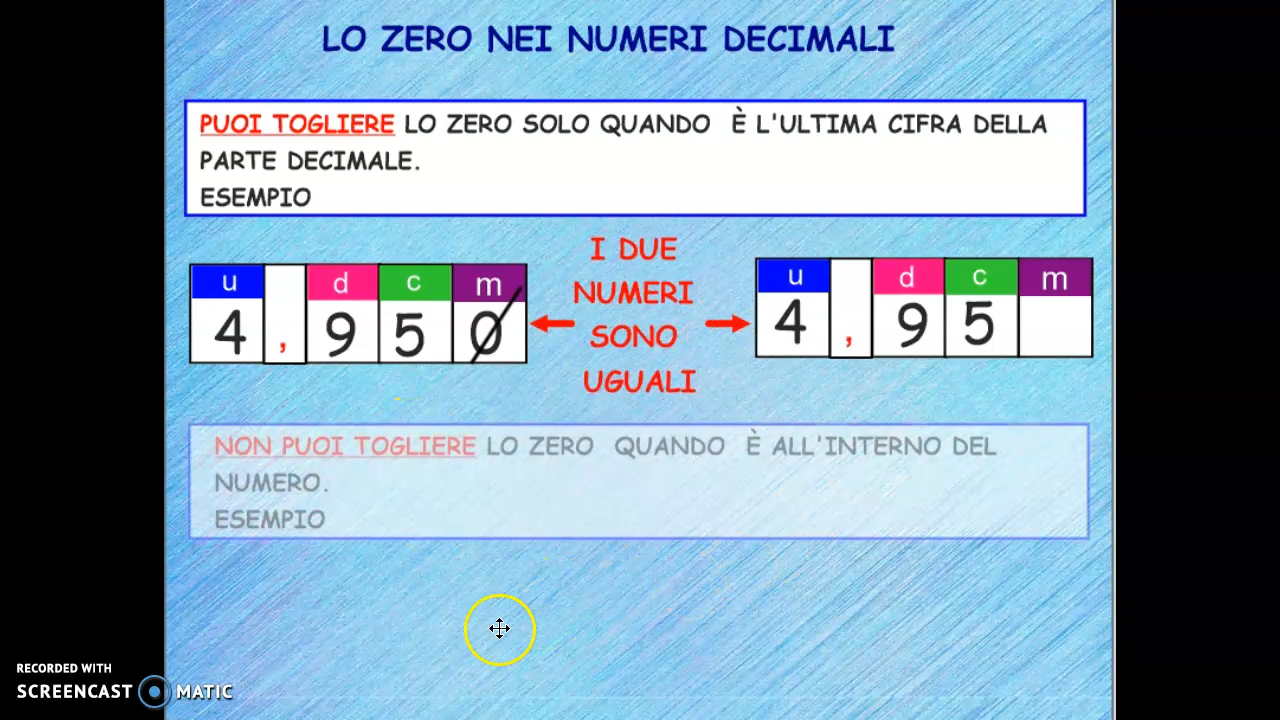 LO ZERO NEI NUMERI DECIMALI
PUOI TOGLIERE LO ZERO SOLO QUANDO È L'ULTIMA CIFRA DELLA
PARTE DECIMALE.
ESEMPIO
u d c m
4 , 9 5 0
I DUE
NUMERI
SONO
UGUALI
u d c m
4 , 9 5
NON PUOI TOGLIERE LO ZERO QUANDO È ALL'INTERNO DEL
NUMERO.
ESEMPIO
RECORDED WITH
SCREENCAST MATIC